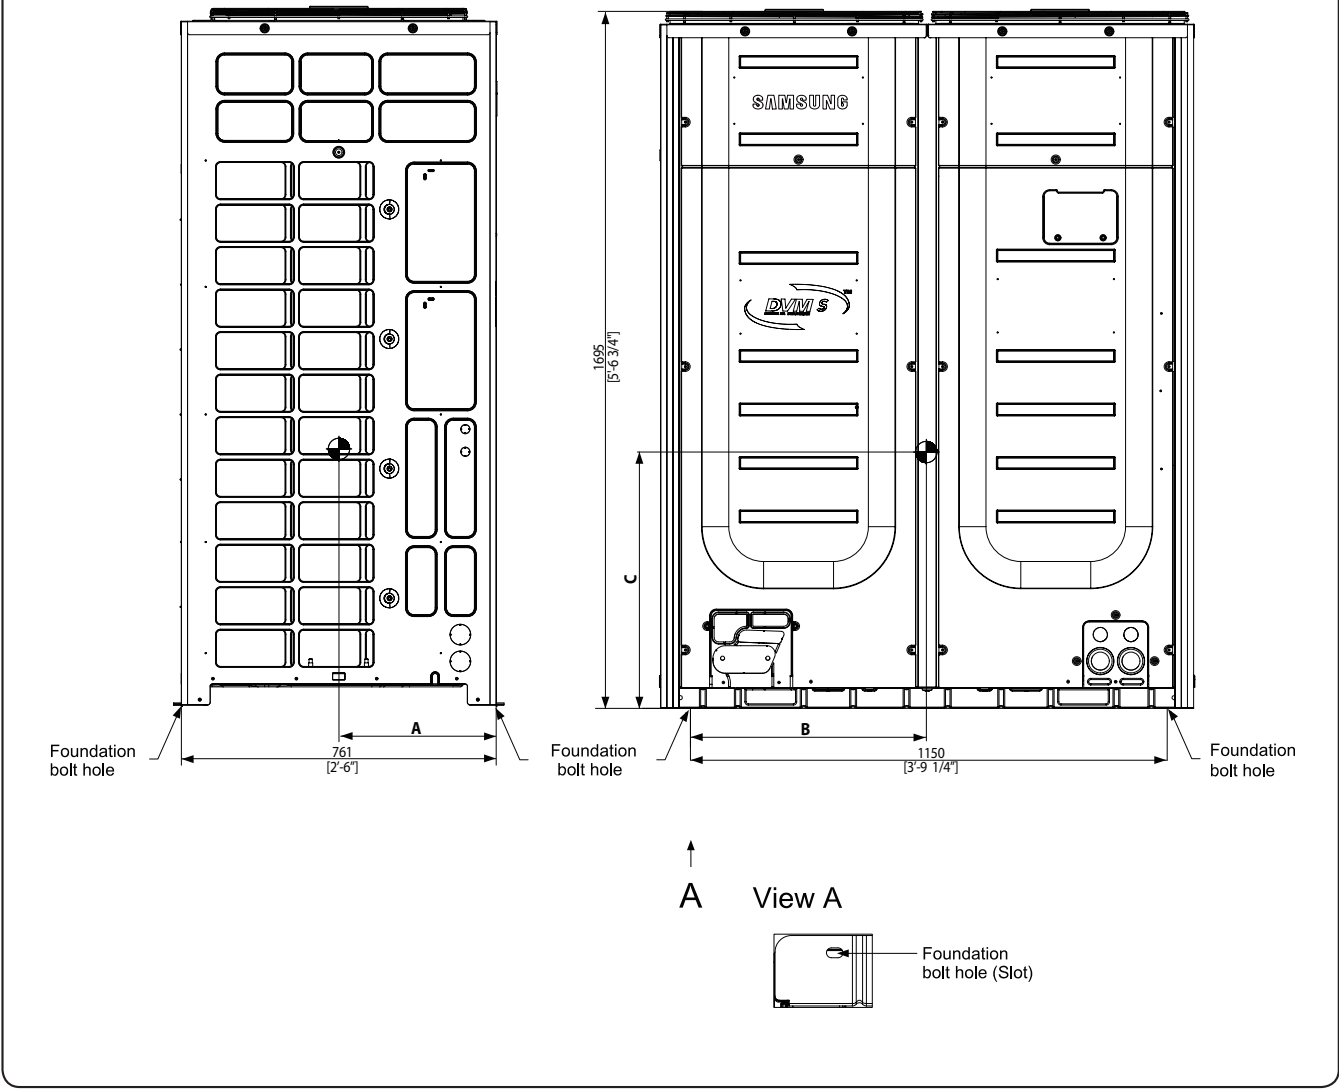 SAMSUNG
DVM S
TM
1695
[5'-6 3/4"]
C
A
B
761
[2'-6"]
1150
[3'-9 1/4"]
Foundation
bolt hole
Foundation
bolt hole
Foundation
bolt hole
A
View A
Foundation
bolt hole (Slot)